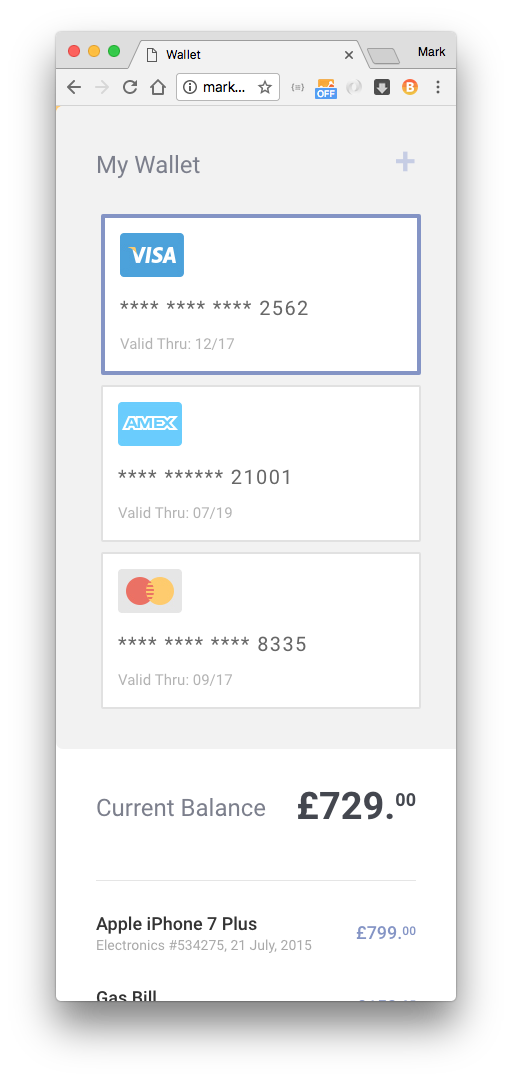 Wallet
Mark
mark...
OFF
B
My Wallet
+
VISA
**** **** **** 2562
Valid Thru: 12/17
AMEX
**** ****** 21001
Valid Thru: 07/19
**** **** **** 8335
Valid Thru: 09/17
Current Balance £729.00
Apple iPhone 7 Plus
£799.00
Electronics #534275, 21 July, 2015
Gas Bill